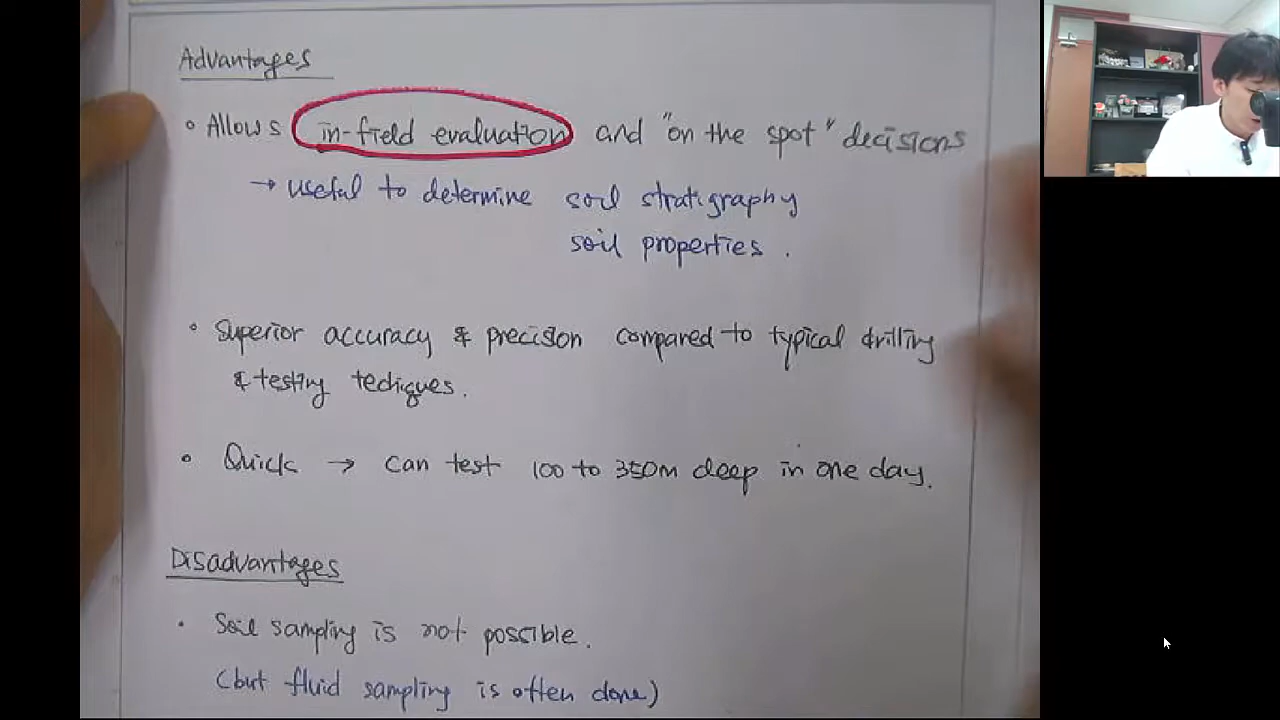 Advantages
• Allows in-field evaluation and "on the spot" decisions
→ useful to determine soil stratigraphy
soil properties.
• Superior accuracy & precision compared to typical drilling
& testing techiques.
• Quick → can test 100 to 350m deep in one day.
Disadvantages
• Soil sampling is not possible.
(but fluid sampling is often done)